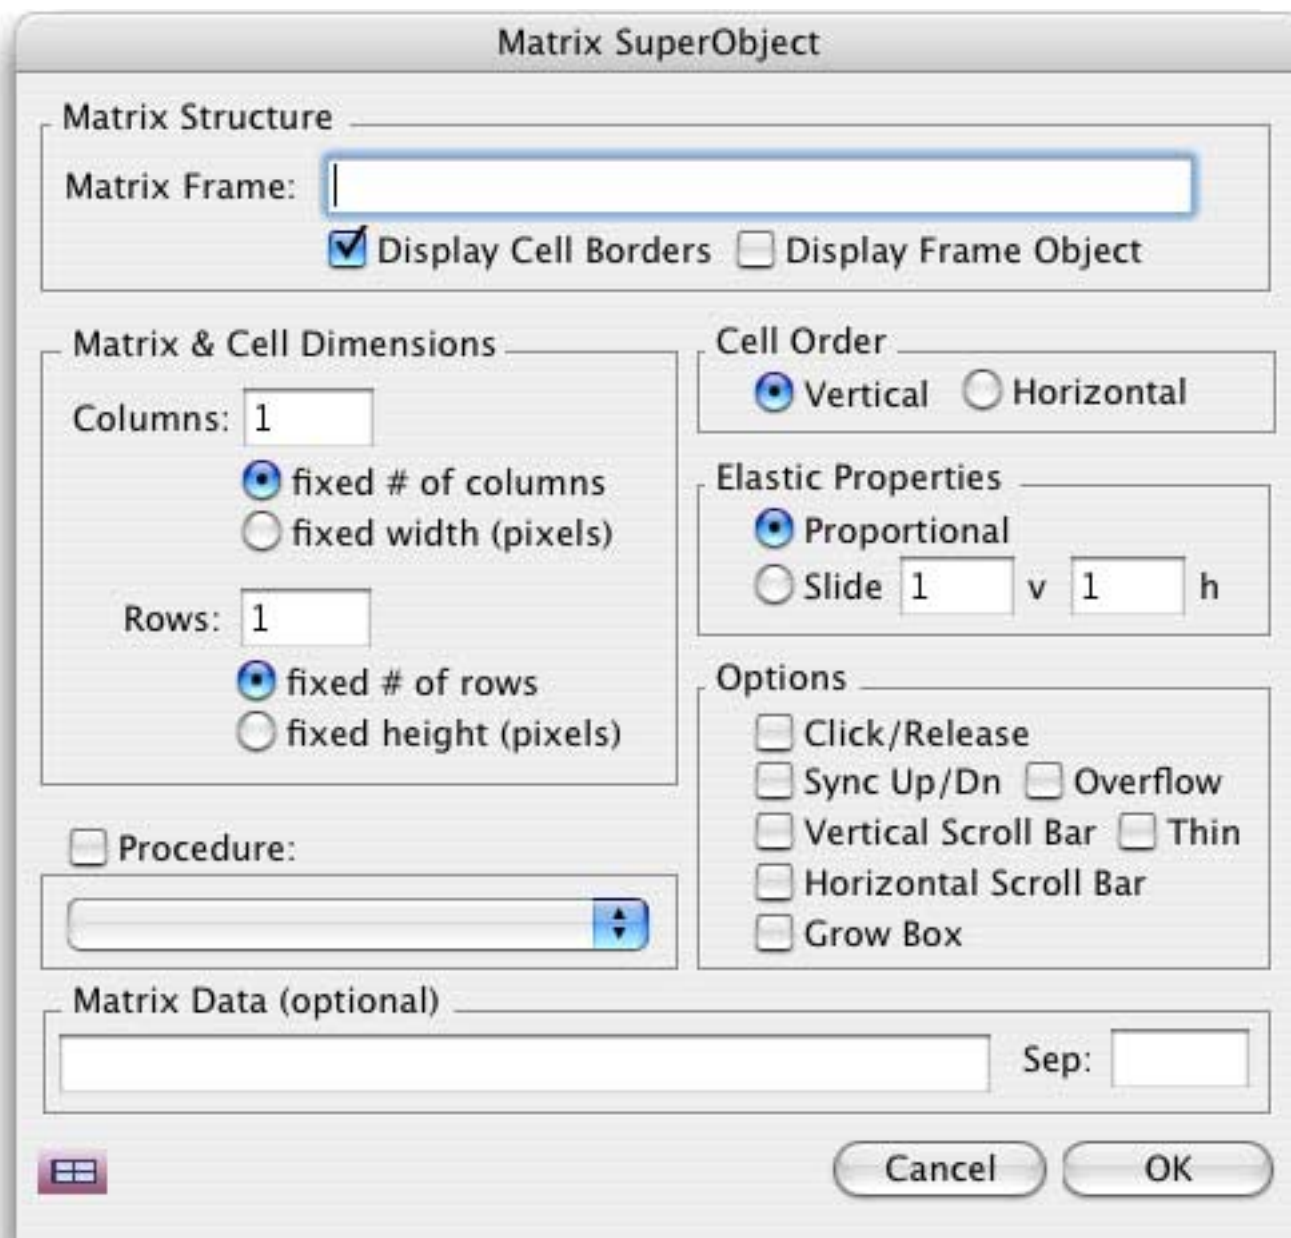 Matrix SuperObject
Matrix Structure
Matrix Frame:
Display Cell Borders Display Frame Object
Matrix & Cell Dimensions
Columns: 1
fixed # of columns
fixed width (pixels)
Rows: 1
fixed # of rows
fixed height (pixels)
Procedure:
Cell Order
Vertical Horizontal
Elastic Properties
Proportional
Slide 1 v 1 h
Options
Click/Release
Sync Up/Dn Overflow
Vertical Scroll Bar Thin
Horizontal Scroll Bar
Grow Box
Matrix Data (optional)
Sep:
Cancel OK